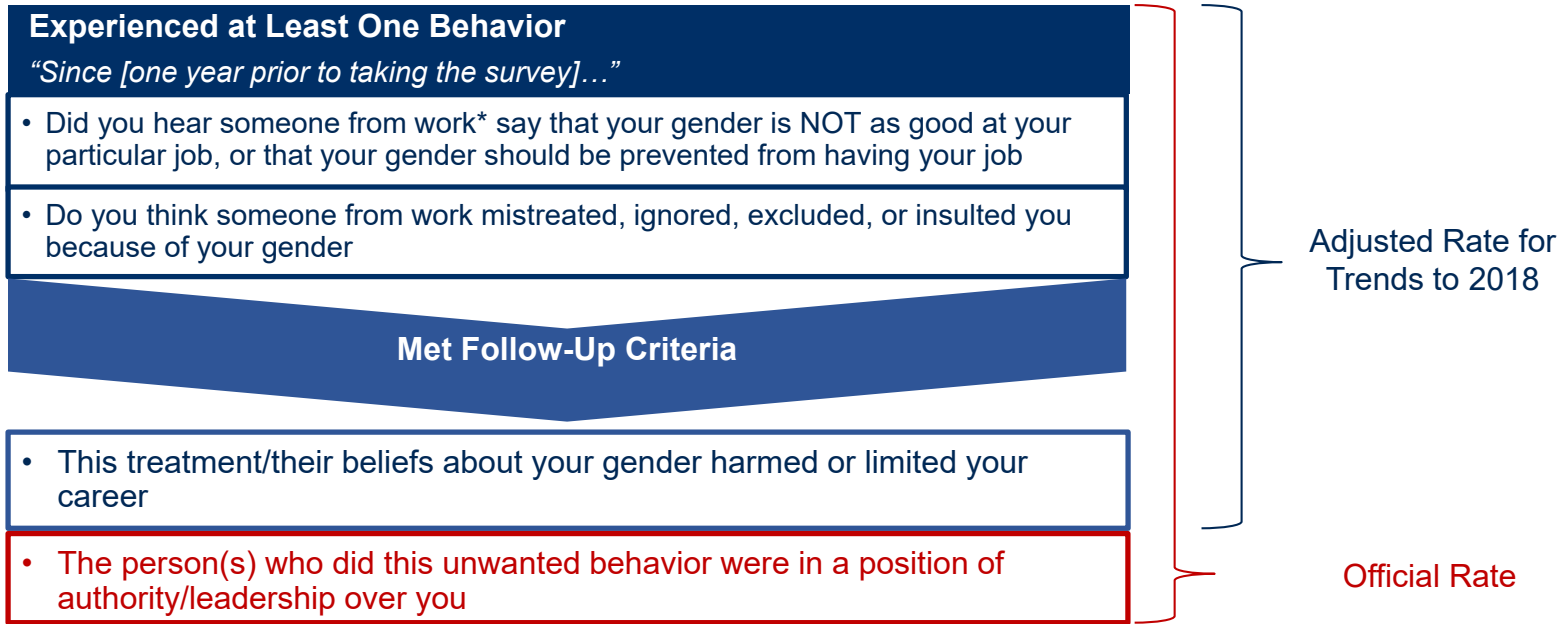 Experienced at Least One Behavior
“Since [one year prior to taking the survey]…”
• Did you hear someone from work* say that your gender is NOT as good at your
particular job, or that your gender should be prevented from having your job
• Do you think someone from work mistreated, ignored, excluded, or insulted you
because of your gender
Met Follow-Up Criteria
• This treatment/their beliefs about your gender harmed or limited your
career
• The person(s) who did this unwanted behavior were in a position of
authority/leadership over you
Adjusted Rate for
Trends to 2018
Official Rate